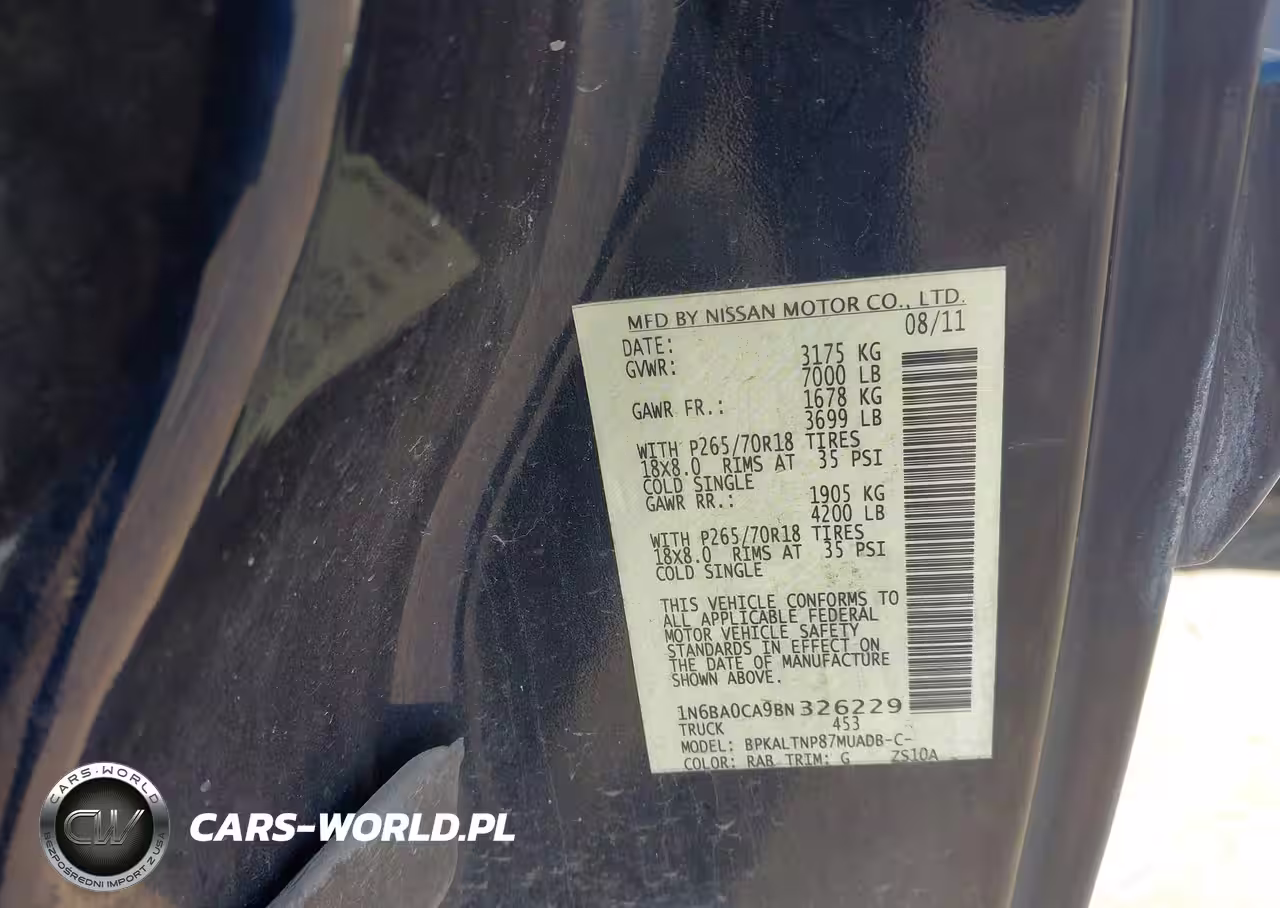 MFD BY NISSAN MOTOR CO., LTD.
DATE: 08/11
GVWR: 3175 KG
7000 LB
GAWR FR.: 1678 KG
3699 LB
WITH P265/70R18 TIRES
18X8.0 RIMS AT 35 PSI
COLD SINGLE
GAWR RR.: 1905 KG
4200 LB
WITH P265/70R18 TIRES
18X8.0 RIMS AT 35 PSI
COLD SINGLE
THIS VEHICLE CONFORMS TO
ALL APPLICABLE FEDERAL
MOTOR VEHICLE SAFETY
STANDARDS IN EFFECT ON
THE DATE OF MANUFACTURE
SHOWN ABOVE.
1N6BA0CA9BN326229
TRUCK 453
MODEL: BPKALTNP87MUADB-C-
COLOR: RAB TRIM: G ZS10A
CARS-WORLD
CW
BEZPOŚREDNI IMPORT Z USA
CARS-WORLD.PL